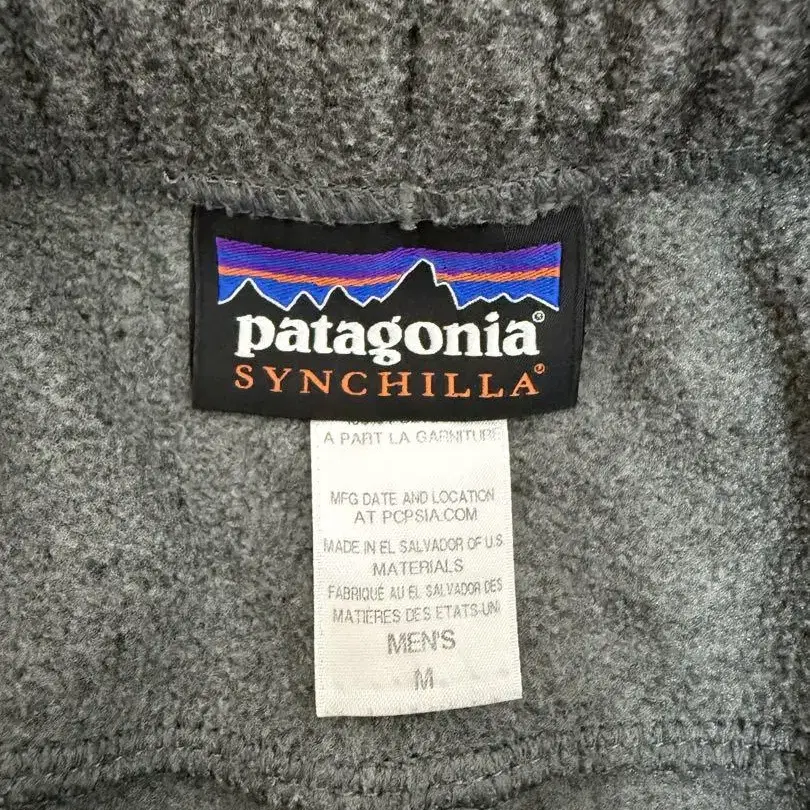 patagonia®
SYNCHILLA®
A PART LA GARNITURE
MFG DATE AND LOCATION
AT PCPSIA.COM
MADE IN EL SALVADOR OF U.S
MATERIALS
FABRIQUÉ AU EL SALVADOR DES
MATIÈRES DES ETATS-UNI
MEN'S
M